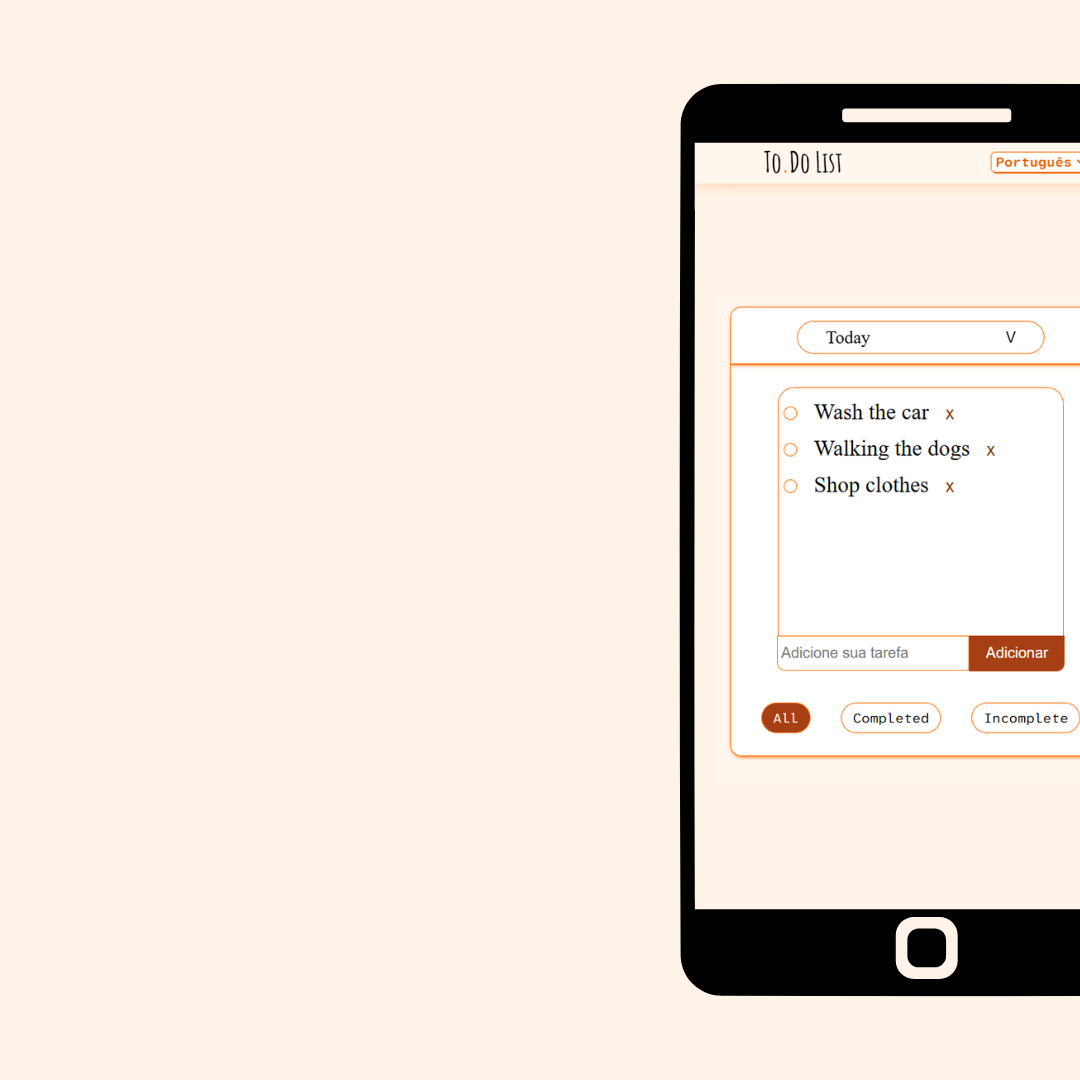 To.Do List
Português
Today V
Wash the car x
Walking the dogs x
Shop clothes x
Adicione sua tarefa Adicionar
All Completed Incomplete